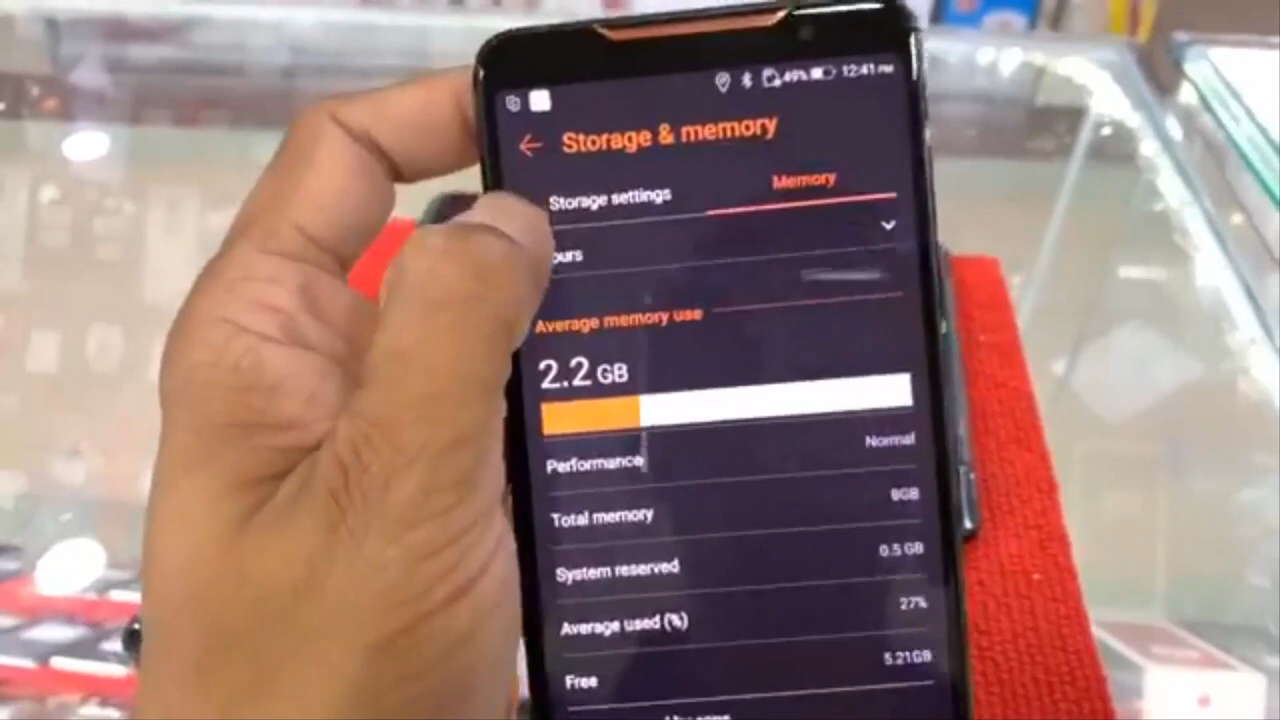 49% 12:41 PM
Storage & memory
Storage settings Memory
ours
Average memory use
2.2 GB
Performance Normal
Total memory 8GB
System reserved 0.5 GB
Average used (%) 27%
Free 5.21GB